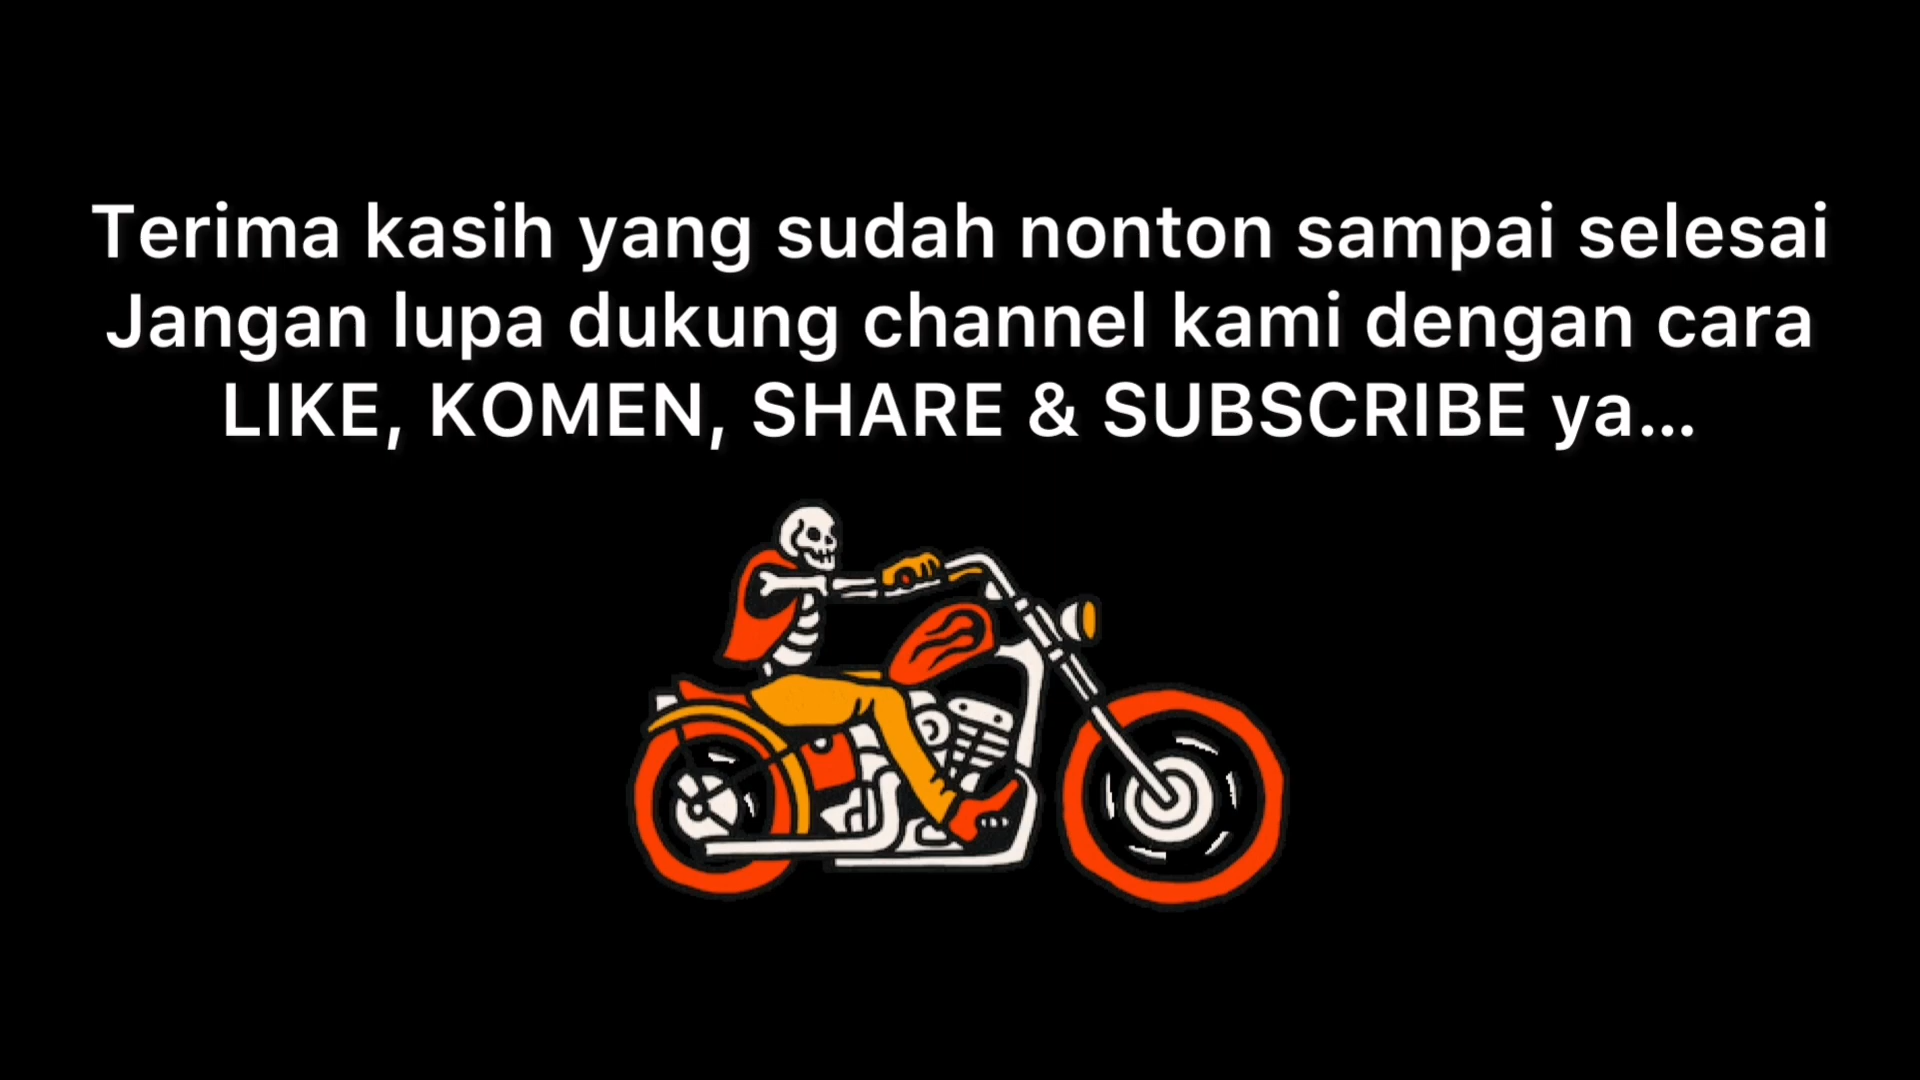 Terima kasih yang sudah nonton sampai selesai
Jangan lupa dukung channel kami dengan cara
LIKE, KOMEN, SHARE & SUBSCRIBE ya...